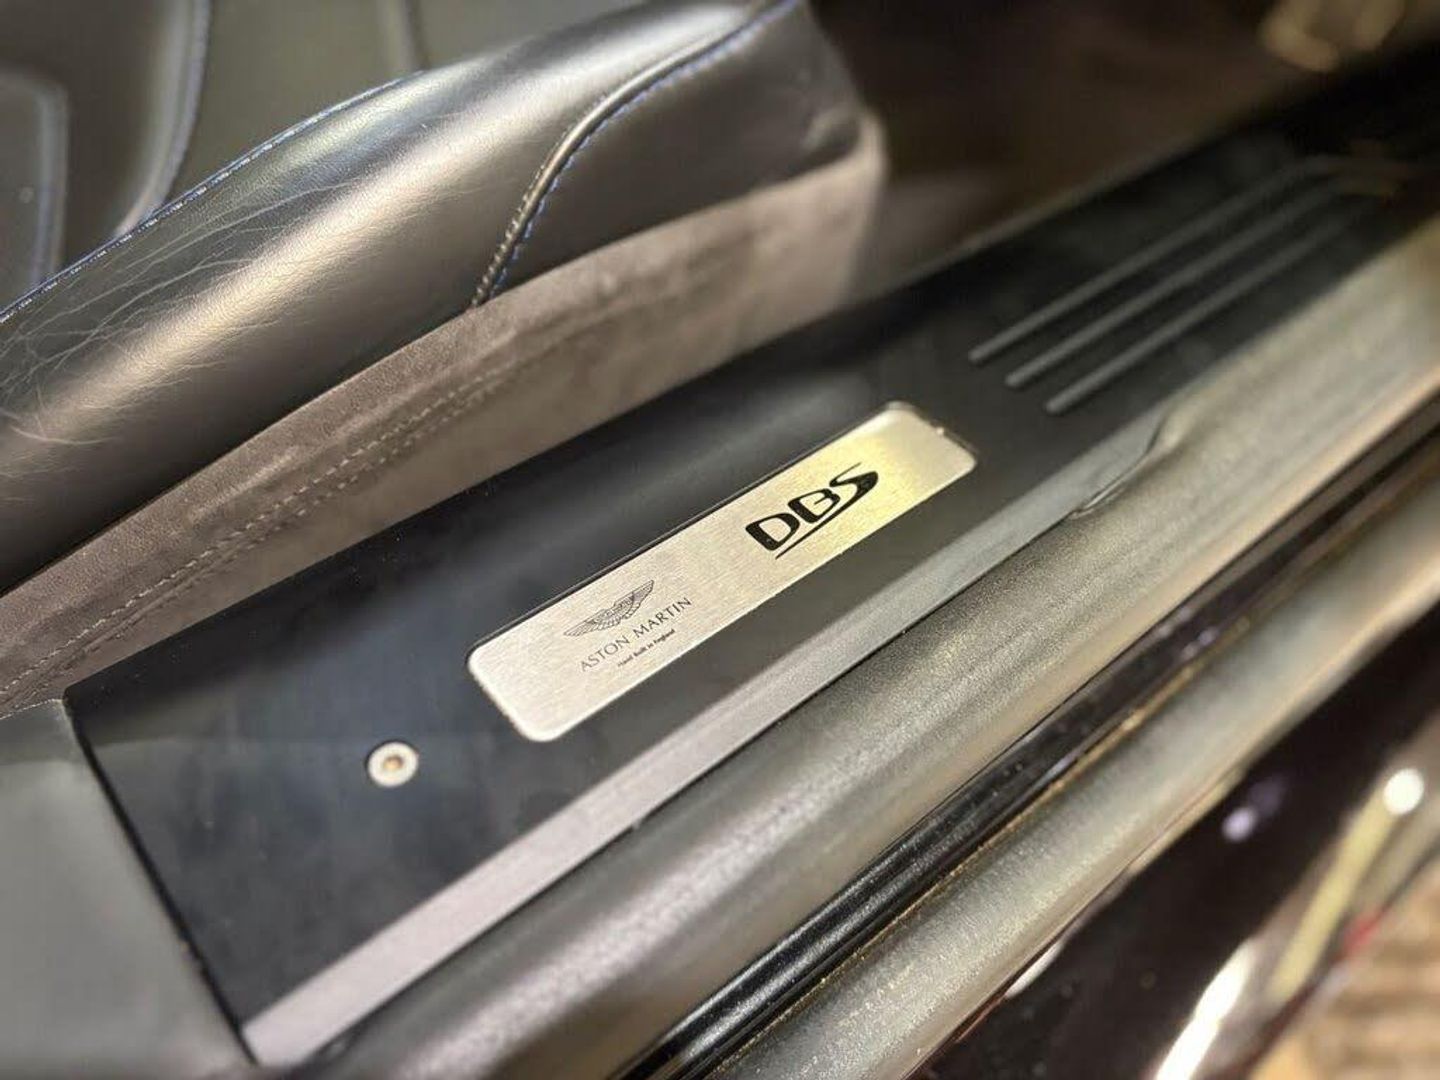 DBS
ASTON MARTIN
Hand Built in England